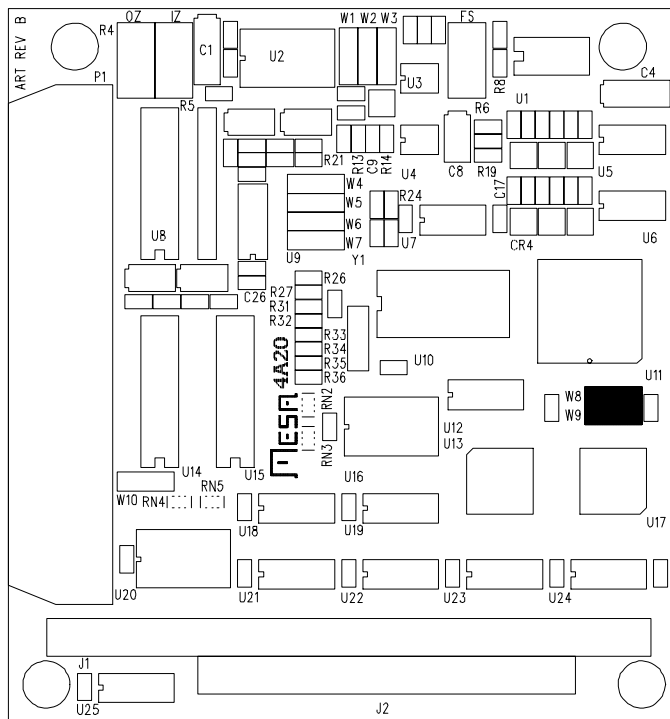 ART REV B
R4
OZ IZ
C1
U2
W1 W2 W3
U3
FS
R8
C4
P1
R5
R6
U1
R21
R13
C9
R14
U4
C8
R19
U5
W4
W5
W6
W7
R24
C17
U8
U9
Y1
U7
CR4
U6
C26
R27
R26
R31
R32
R33
R34
R35
R36
U10
U11
MESA 4A20
RN2
W8
W9
U12
U13
RN3
U14
U15
U16
W10
RN4
RN5
U18
U19
U17
U20
U21
U22
U23
U24
J1
U25
J2